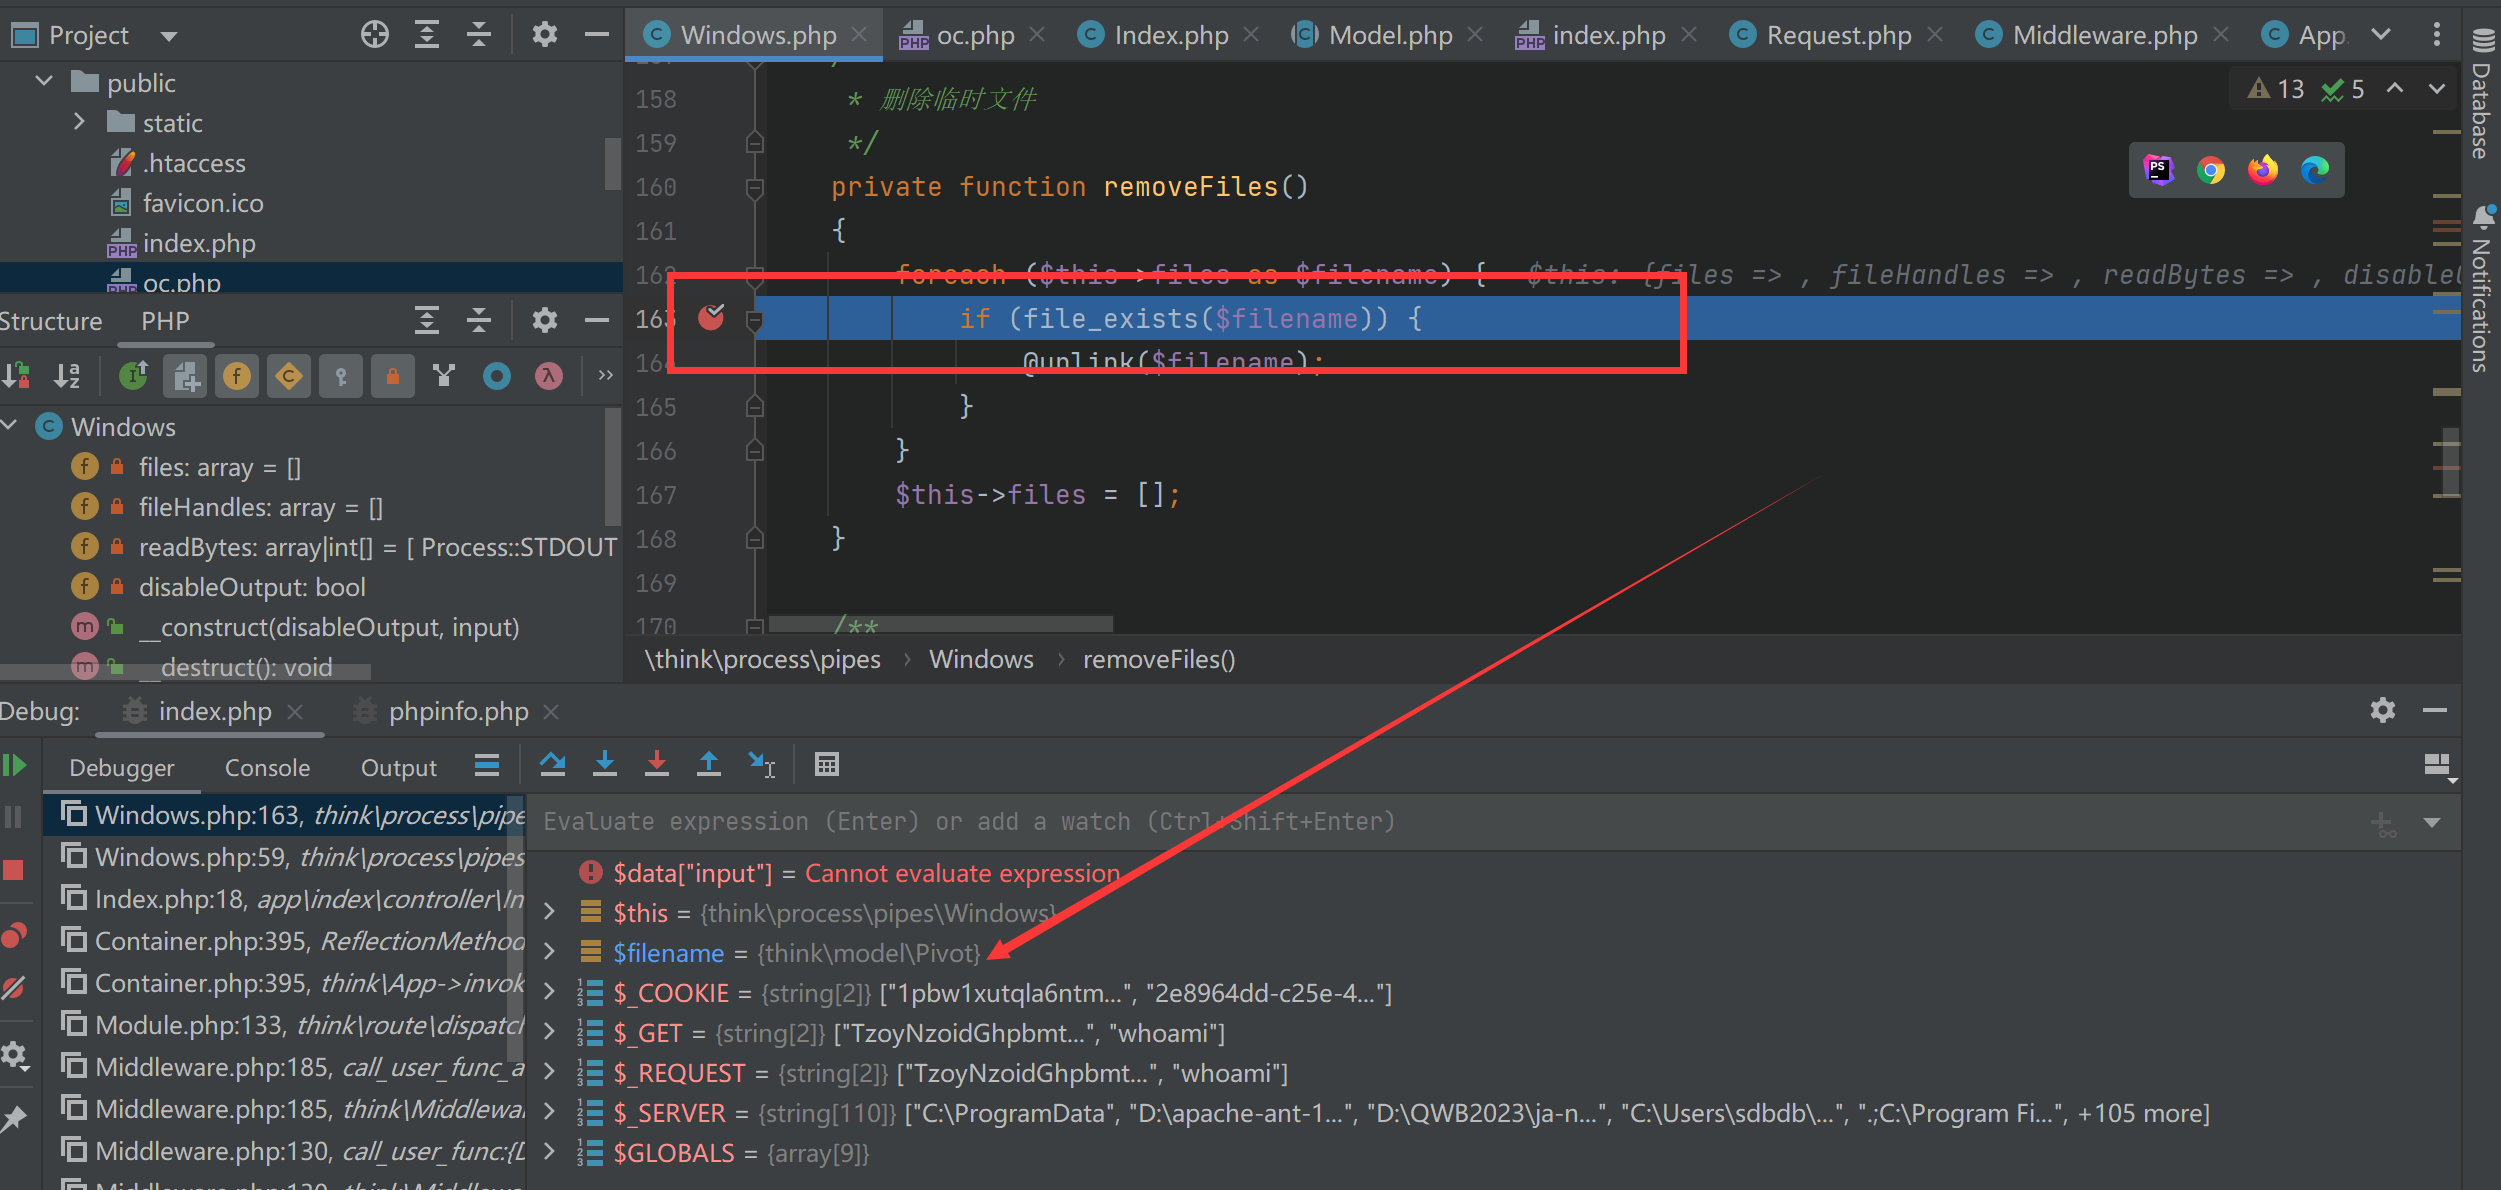 Project
Windows.php
oc.php
Index.php
Model.php
index.php
Request.php
Middleware.php
App.
public
static
.htaccess
favicon.ico
index.php
oc.php
Structure
PHP
Windows
files: array = []
fileHandles: array = []
readBytes: array|int[] = [ Process::STDOUT
disableOutput: bool
__construct(disableOutput, input)
__destruct(): void
13
5
158 * 删除临时文件
159 */
160 private function removeFiles()
161 {
162 foreach ($this->files as $filename) { $this: {files => , fileHandles => , readBytes => , disableO
163 if (file_exists($filename)) {
164 @unlink($filename);
165 }
166 }
167 $this->files = [];
168 }
169
170 /**
\think\process\pipes › Windows › removeFiles()
Database
Notifications
Debug:
index.php
phpinfo.php
Debugger
Console
Output
Windows.php:163, think\process\pipe
Windows.php:59, think\process\pipes
Index.php:18, app\index\controller\In
Container.php:395, ReflectionMethod
Container.php:395, think\App->invok
Module.php:133, think\route\dispatch
Middleware.php:185, call_user_func_a
Middleware.php:185, think\Middlewar
Middleware.php:130, call_user_func:{D
Middleware.php:130, think\Middlewar
Evaluate expression (Enter) or add a watch (Ctrl+Shift+Enter)
$data["input"] = Cannot evaluate expression
$this = {think\process\pipes\Windows}
$filename = {think\model\Pivot}
$_COOKIE = {string[2]} ["1pbw1xutqla6ntm...", "2e8964dd-c25e-4..."]
$_GET = {string[2]} ["TzoyNzoidGhpbmt...", "whoami"]
$_REQUEST = {string[2]} ["TzoyNzoidGhpbmt...", "whoami"]
$_SERVER = {string[110]} ["C:\ProgramData", "D:\apache-ant-1...", "D:\QWB2023\ja-n...", "C:\Users\sdbdb\...", ".;C:\Program Fi...", +105 more]
$GLOBALS = {array[9]}